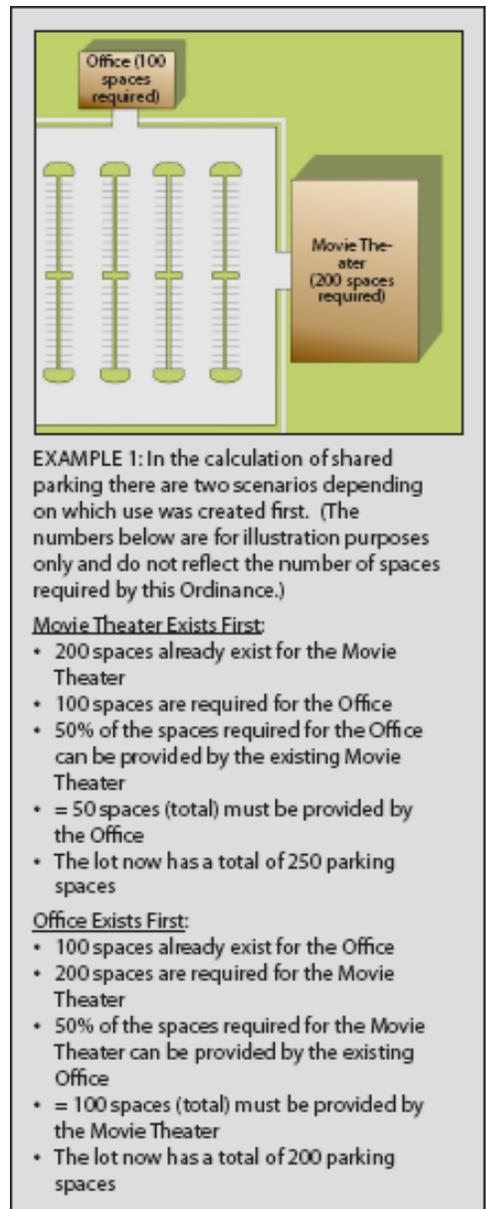 Office (100
spaces
required)
Movie The-
ater
(200 spaces
required)
EXAMPLE 1: In the calculation of shared
parking there are two scenarios depending
on which use was created first.  (The
numbers below are for illustration purposes
only and do not reflect the number of spaces
required by this Ordinance.)
Movie Theater Exists First:
• 200 spaces already exist for the Movie
Theater
• 100 spaces are required for the Office
• 50% of the spaces required for the Office
can be provided by the existing Movie
Theater
• = 50 spaces (total) must be provided by
the Office
• The lot now has a total of 250 parking
spaces
Office Exists First:
• 100 spaces already exist for the Office
• 200 spaces are required for the Movie
Theater
• 50% of the spaces required for the Movie
Theater can be provided by the existing
Office
• = 100 spaces (total) must be provided by
the Movie Theater
• The lot now has a total of 200 parking
spaces